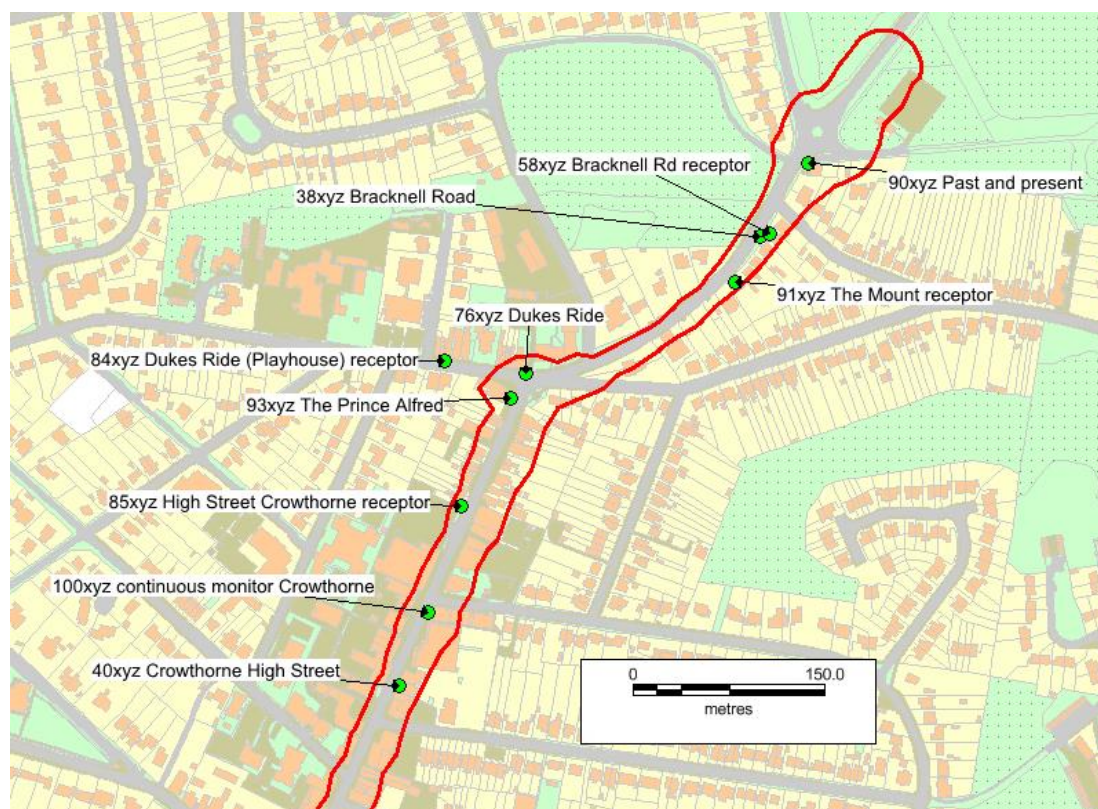 58xyz Bracknell Rd receptor
38xyz Bracknell Road
90xyz Past and present
91xyz The Mount receptor
76xyz Dukes Ride
84xyz Dukes Ride (Playhouse) receptor
93xyz The Prince Alfred
85xyz High Street Crowthorne receptor
100xyz continuous monitor Crowthorne
40xyz Crowthorne High Street
0 150.0
metres